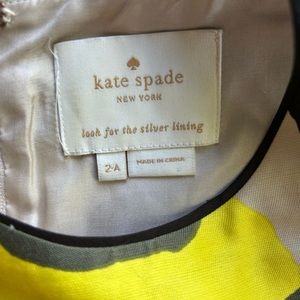 kate spade
NEW YORK
look for the silver lining
2-A
MADE IN CHINA